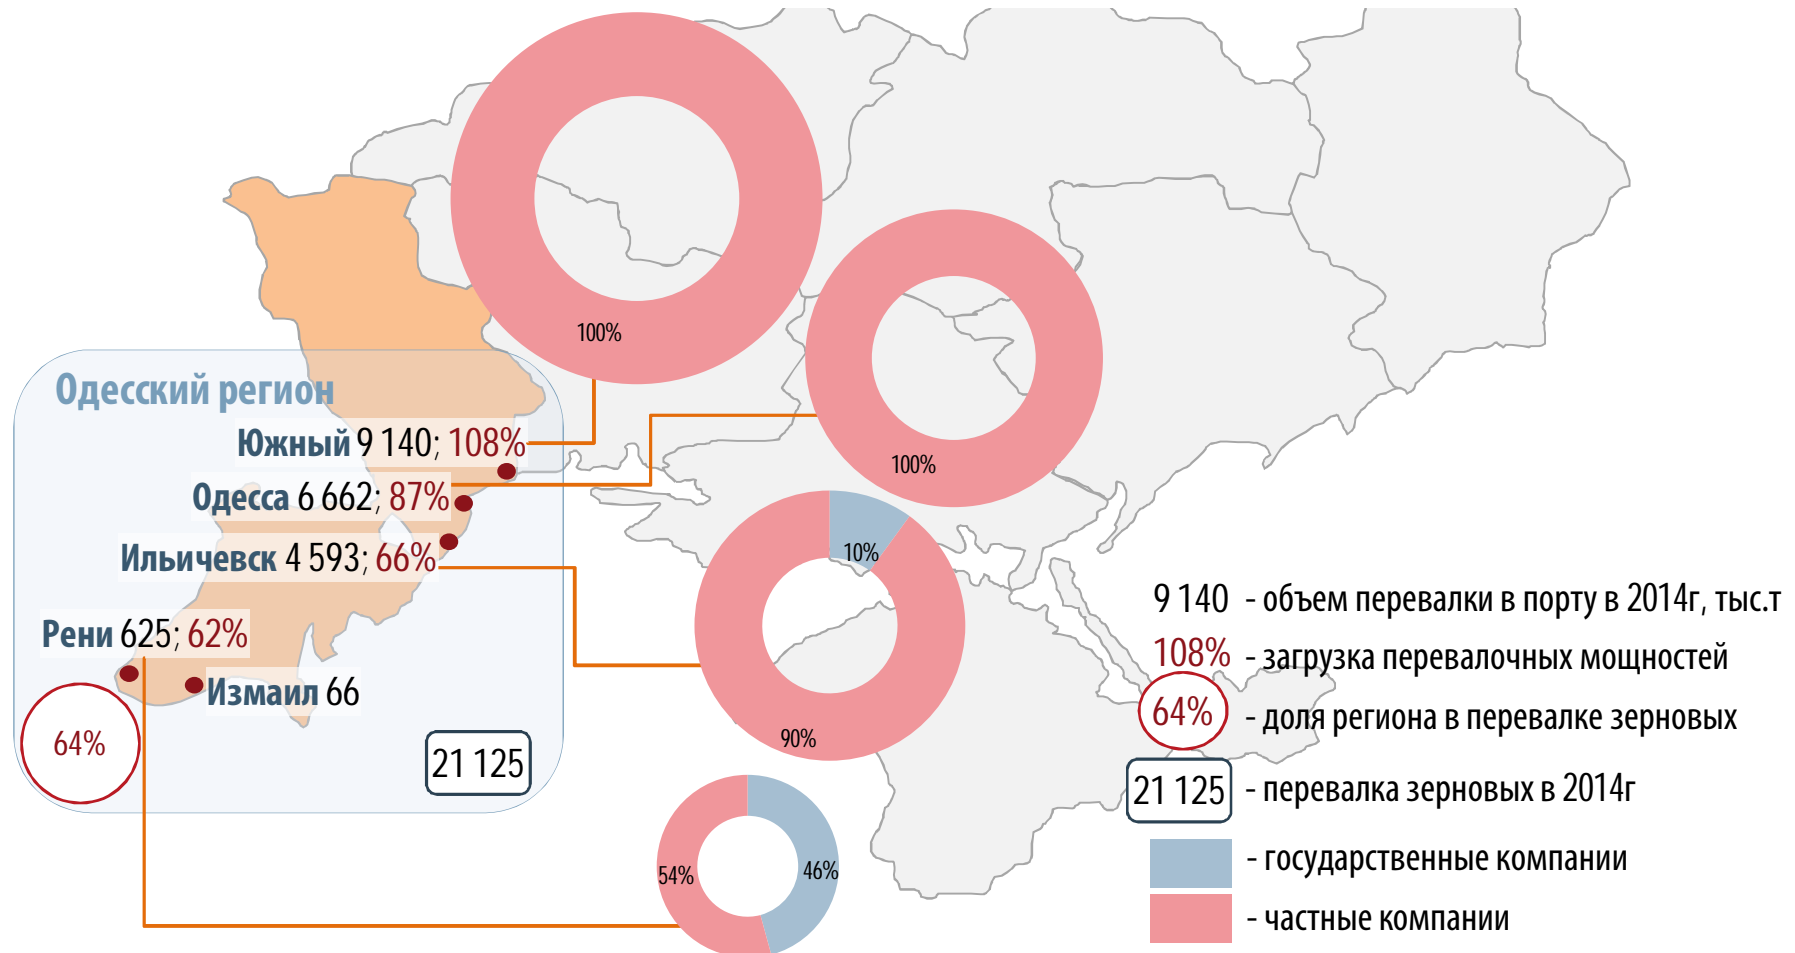 100%
100%
Одесский регион
Южный 9 140; 108%
Одесса 6 662; 87%
Ильичевск 4 593; 66%
10%
90%
Рени 625; 62%
Измаил 66
64%
21 125
54%
46%
9 140 - объем перевалки в порту в 2014г, тыс.т
108% - загрузка перевалочных мощностей
64% - доля региона в перевалке зерновых
21 125 - перевалка зерновых в 2014г
- государственные компании
- частные компании